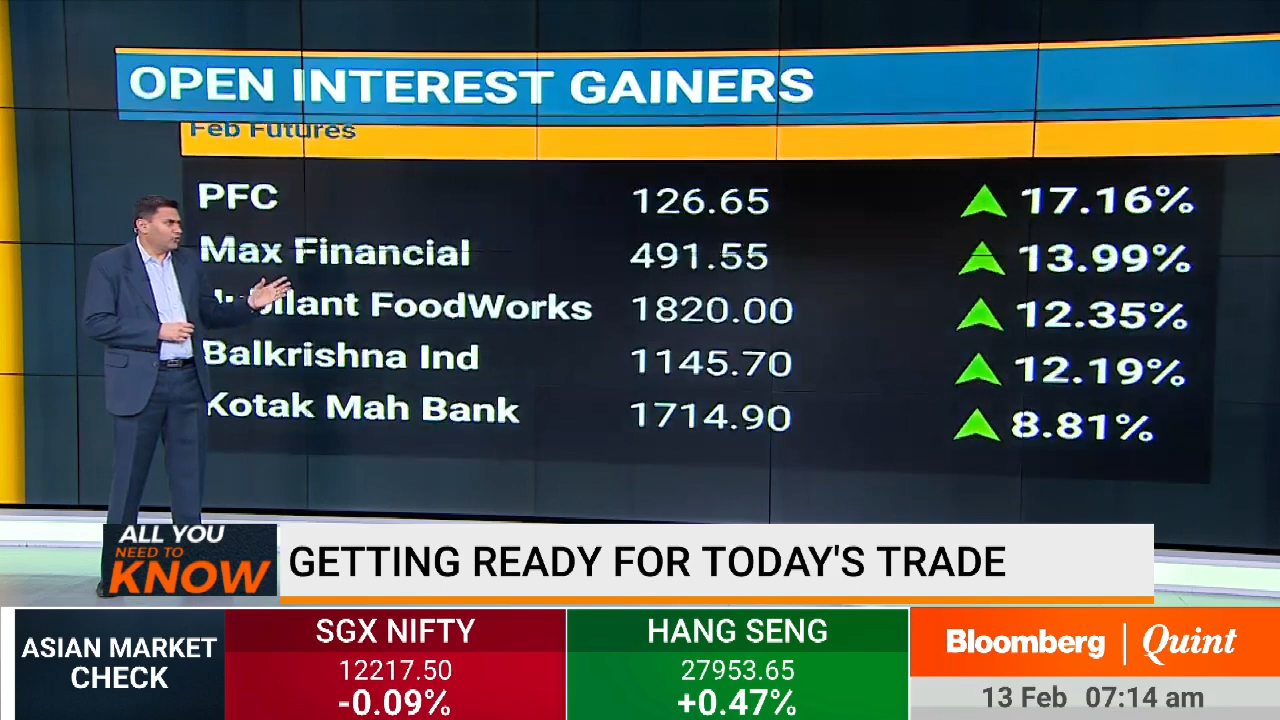 OPEN INTEREST GAINERS
Feb Futures
PFC 126.65 17.16%
Max Financial 491.55 13.99%
Jubilant FoodWorks 1820.00 12.35%
Balkrishna Ind 1145.70 12.19%
Kotak Mah Bank 1714.90 8.81%
ALL YOU
NEED TO
KNOW
GETTING READY FOR TODAY'S TRADE
ASIAN MARKET
CHECK
SGX NIFTY
12217.50
-0.09%
HANG SENG
27953.65
+0.47%
Bloomberg | Quint
13 Feb 07:14 am